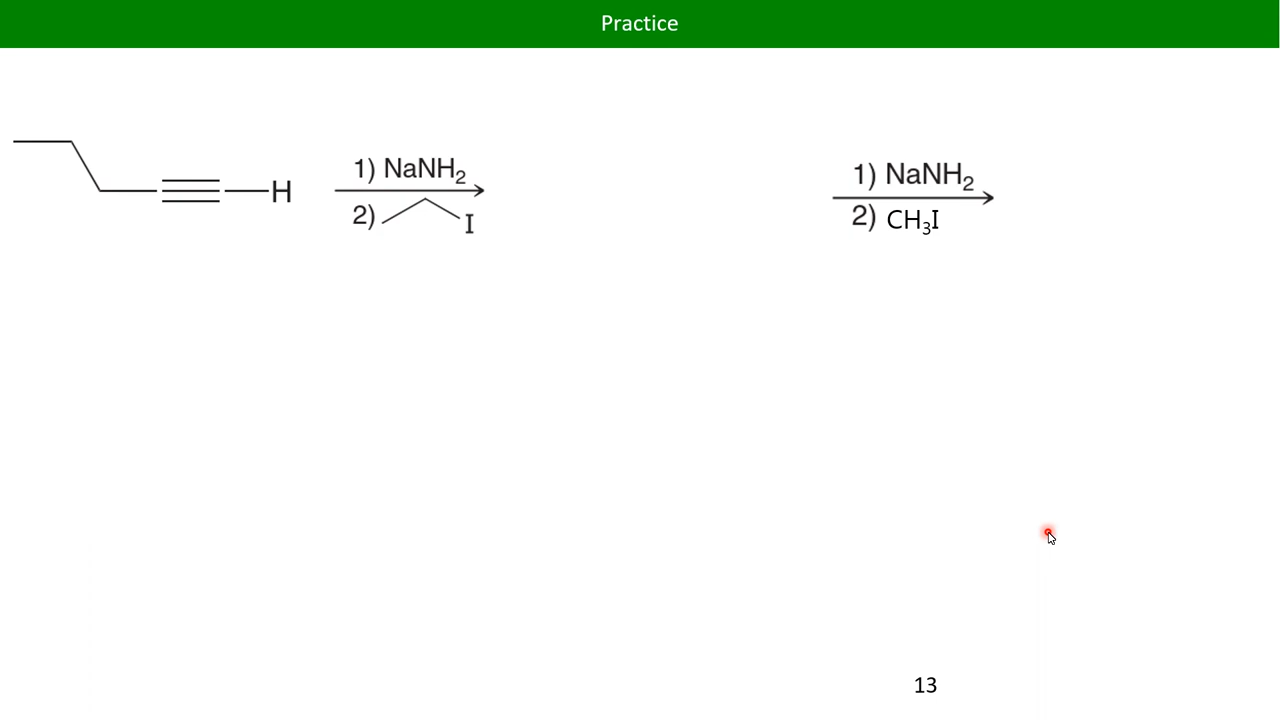 Practice
1) NaNH₂
2) I
H
1) NaNH₂
2) CH₃I
13